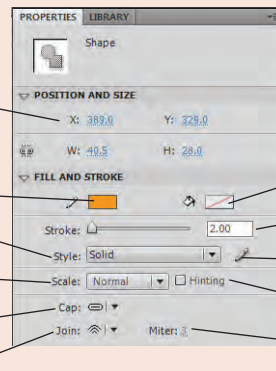 PROPERTIES LIBRARY
Shape
POSITION AND SIZE
X: 389.0 Y: 329.0
W: 40.5 H: 28.0
FILL AND STROKE
Stroke: 2.00
Style: Solid
Scale: Normal Hinting
Cap:
Join: Miter: 3